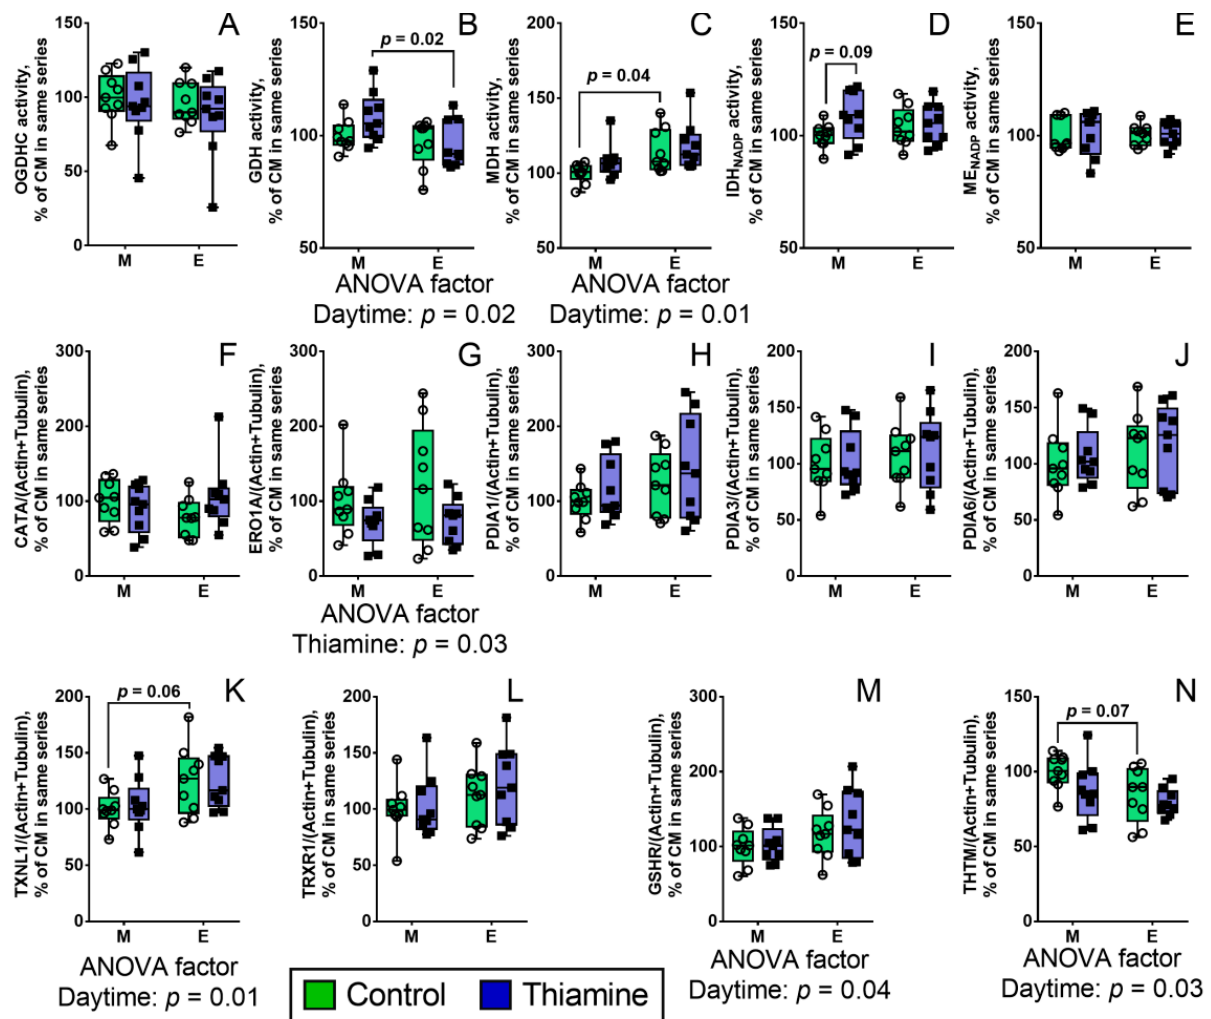 A
OGDHC activity,
% of CM in same series
150
100
50
0
M E
B
GDH activity,
% of CM in same series
150
100
50
p = 0.02
M E
ANOVA factor
Daytime: p = 0.02
C
MDH activity,
% of CM in same series
200
150
100
50
p = 0.04
M E
ANOVA factor
Daytime: p = 0.01
D
IDH_NADP activity,
% of CM in same series
150
100
50
p = 0.09
M E
E
ME_NADP activity,
% of CM in same series
150
100
50
M E
F
CATA/(Actin+Tubulin),
% of CM in same series
300
200
100
0
M E
G
ERO1A/(Actin+Tubulin),
% of CM in same series
300
200
100
0
M E
ANOVA factor
Thiamine: p = 0.03
H
PDIA1/(Actin+Tubulin),
% of CM in same series
300
200
100
0
M E
I
PDIA3/(Actin+Tubulin),
% of CM in same series
200
150
100
50
0
M E
J
PDIA6/(Actin+Tubulin),
% of CM in same series
200
150
100
50
0
M E
K
TXNL1/(Actin+Tubulin),
% of CM in same series
200
150
100
50
0
p = 0.06
M E
ANOVA factor
Daytime: p = 0.01
L
TRXR1/(Actin+Tubulin),
% of CM in same series
200
150
100
50
0
M E
M
GSHR/(Actin+Tubulin),
% of CM in same series
300
200
100
0
M E
ANOVA factor
Daytime: p = 0.04
N
THTM/(Actin+Tubulin),
% of CM in same series
150
100
50
0
p = 0.07
M E
ANOVA factor
Daytime: p = 0.03
Control Thiamine